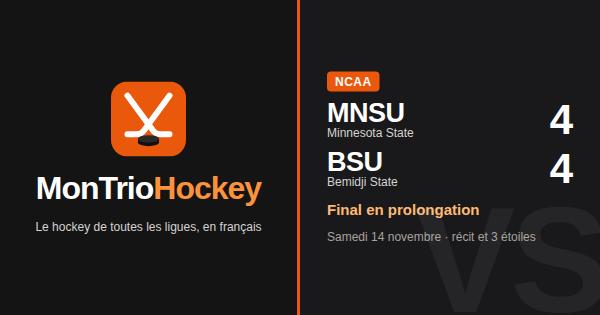 MonTrioHockey
Le hockey de toutes les ligues, en français
NCAA
MNSU 4
Minnesota State
BSU 4
Bemidji State
Final en prolongation
Samedi 14 novembre · récit et 3 étoiles
VS